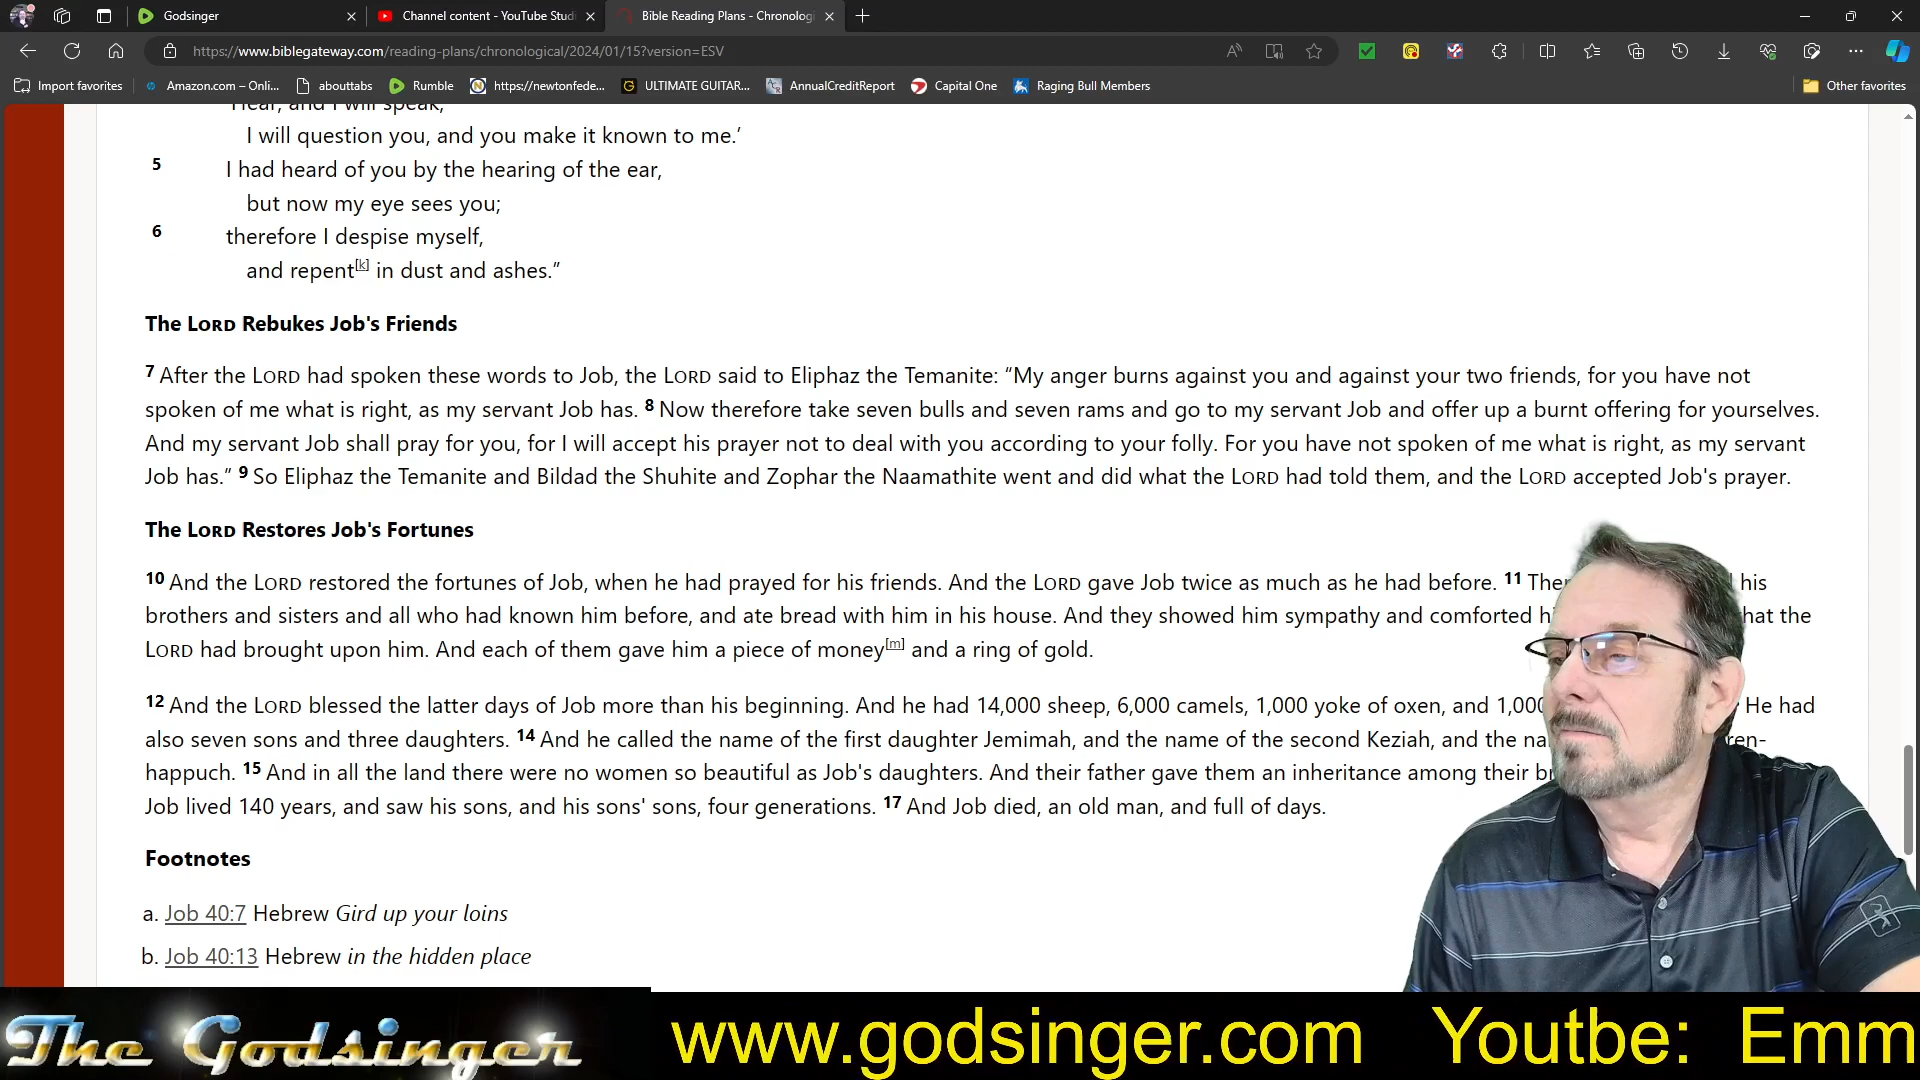 Godsinger
Channel content - YouTube Studi
Bible Reading Plans - Chronolog
https://www.biblegateway.com/reading-plans/chronological/2024/01/15?version=ESV
Import favorites
Amazon.com – Onli...
abouttabs
Rumble
https://newtonfede...
ULTIMATE GUITAR...
AnnualCreditReport
Capital One
Raging Bull Members
Other favorites
'Hear, and I will speak;
I will question you, and you make it known to me.'
5 I had heard of you by the hearing of the ear,
but now my eye sees you;
6 therefore I despise myself,
and repent[k] in dust and ashes.”
The LORD Rebukes Job's Friends
7 After the LORD had spoken these words to Job, the LORD said to Eliphaz the Temanite: “My anger burns against you and against your two friends, for you have not
spoken of me what is right, as my servant Job has. 8 Now therefore take seven bulls and seven rams and go to my servant Job and offer up a burnt offering for yourselves.
And my servant Job shall pray for you, for I will accept his prayer not to deal with you according to your folly. For you have not spoken of me what is right, as my servant
Job has.” 9 So Eliphaz the Temanite and Bildad the Shuhite and Zophar the Naamathite went and did what the LORD had told them, and the LORD accepted Job's prayer.
The LORD Restores Job's Fortunes
10 And the LORD restored the fortunes of Job, when he had prayed for his friends. And the LORD gave Job twice as much as he had before. 11 his
brothers and sisters and all who had known him before, and ate bread with him in his house. And they showed him sympathy and comforted the
LORD had brought upon him. And each of them gave him a piece of money[m] and a ring of gold.
12 And the LORD blessed the latter days of Job more than his beginning. And he had 14,000 sheep, 6,000 camels, 1,000 yoke of oxen, and He had
also seven sons and three daughters. 14 And he called the name of the first daughter Jemimah, and the name of the second Keziah, and the
happuch. 15 And in all the land there were no women so beautiful as Job's daughters. And their father gave them an inheritance among their
Job lived 140 years, and saw his sons, and his sons' sons, four generations. 17 And Job died, an old man, and full of days.
Footnotes
a. Job 40:7 Hebrew Gird up your loins
b. Job 40:13 Hebrew in the hidden place
The Godsinger
www.godsinger.com Youtbe: Emm